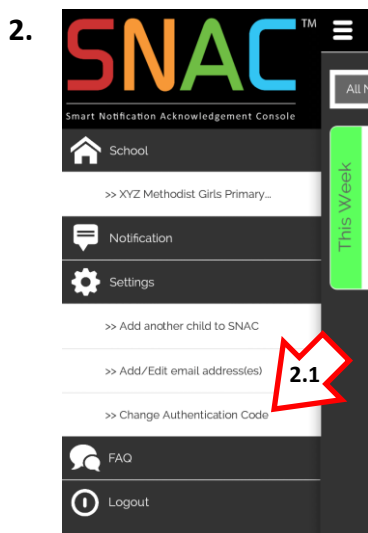 2.
SNAC™
Smart Notification Acknowledgement Console
All N
School
>> XYZ Methodist Girls Primary...
This Week
Notification
Settings
>> Add another child to SNAC
>> Add/Edit email address(es)
2.1
>> Change Authentication Code
FAQ
Logout